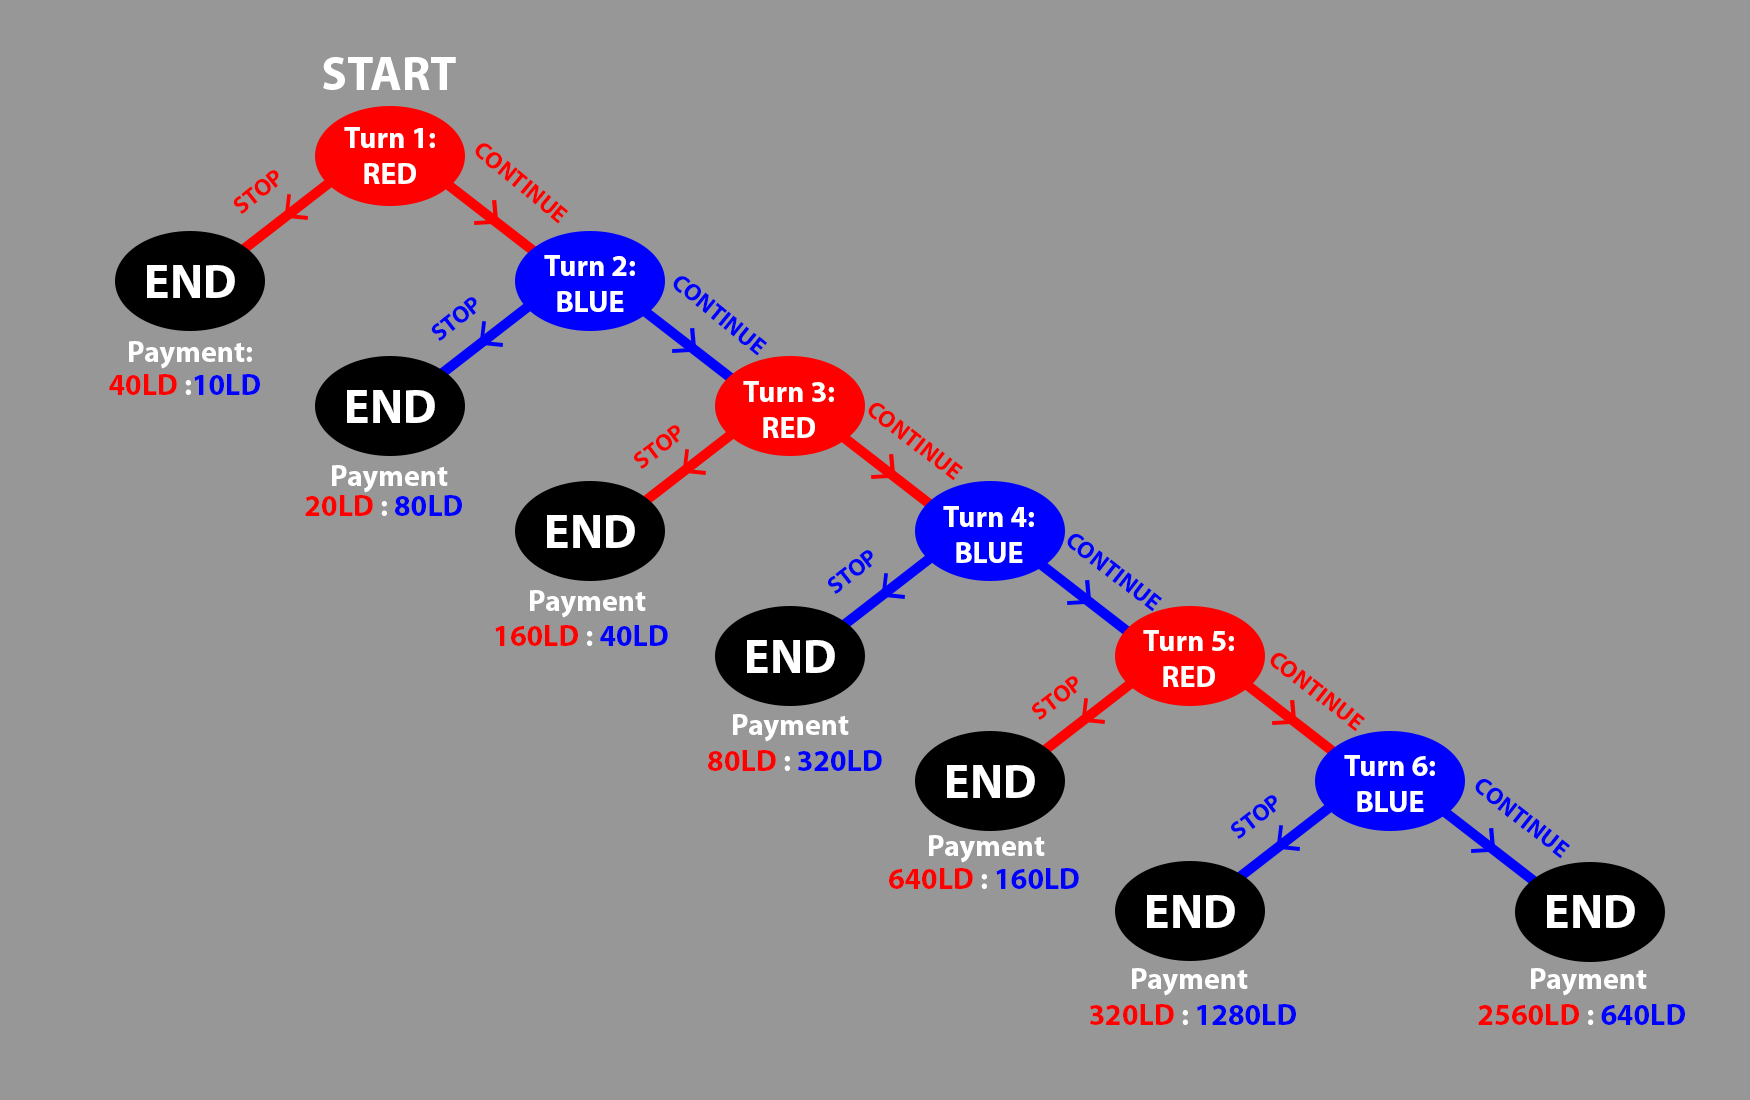 START
Turn 1:
RED
STOP
CONTINUE
END
Payment:
40LD :10LD
Turn 2:
BLUE
STOP
CONTINUE
END
Payment
20LD : 80LD
Turn 3:
RED
STOP
CONTINUE
END
Payment
160LD : 40LD
Turn 4:
BLUE
STOP
CONTINUE
END
Payment
80LD : 320LD
Turn 5:
RED
STOP
CONTINUE
END
Payment
640LD : 160LD
Turn 6:
BLUE
STOP
CONTINUE
END
Payment
320LD : 1280LD
END
Payment
2560LD : 640LD